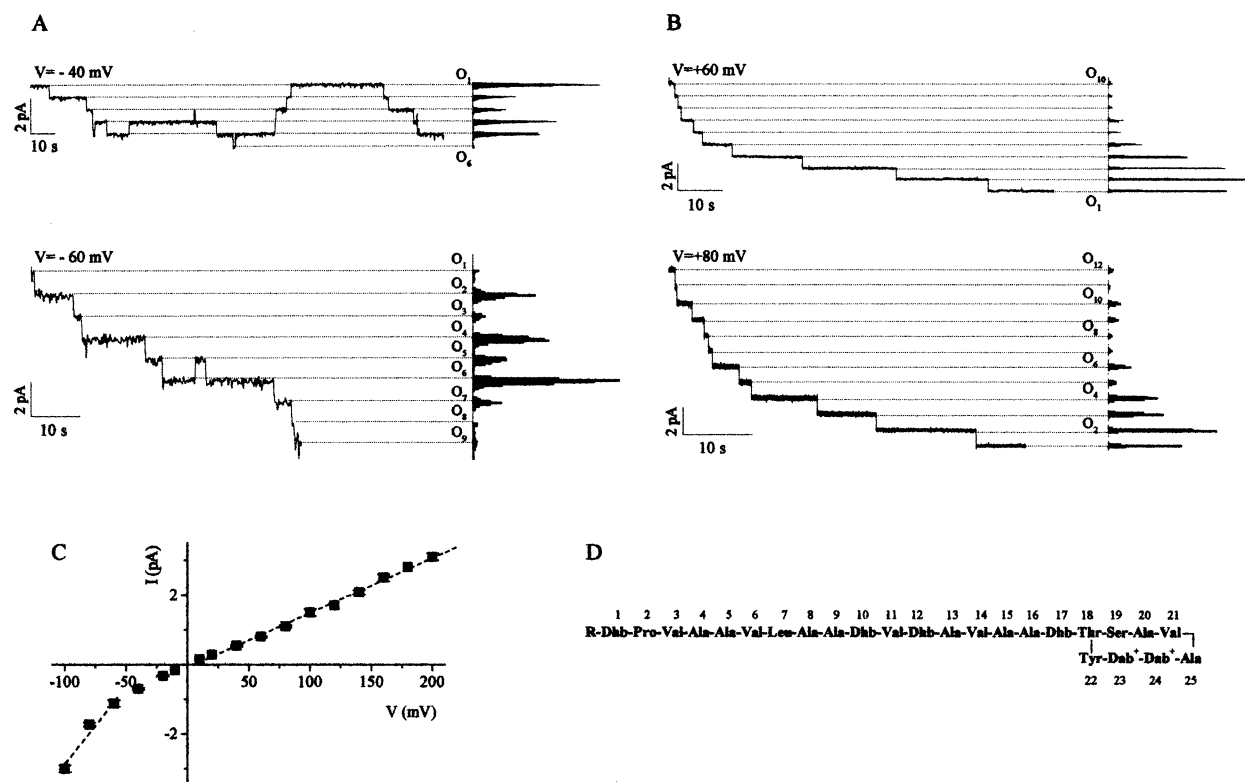 A
V= - 40 mV
O1
2 pA
10 s
O6
V= - 60 mV
O1
O2
O3
O4
O5
O6
O7
O8
O9
2 pA
10 s
B
V=+60 mV
O10
2 pA
10 s
O1
V=+80 mV
O12
O10
O8
O6
O4
O2
2 pA
10 s
C
I (pA)
2
-100 -50 0 50 100 150 200
V (mV)
-2
D
1 2 3 4 5 6 7 8 9 10 11 12 13 14 15 16 17 18 19 20 21
R-Dhb-Pro-Val-Ala-Ala-Val-Leu-Ala-Ala-Dhb-Val-Dhb-Ala-Val-Ala-Ala-Dhb-Thr-Ser-Ala-Val
Tyr-Dab+-Dab+-Ala
22 23 24 25